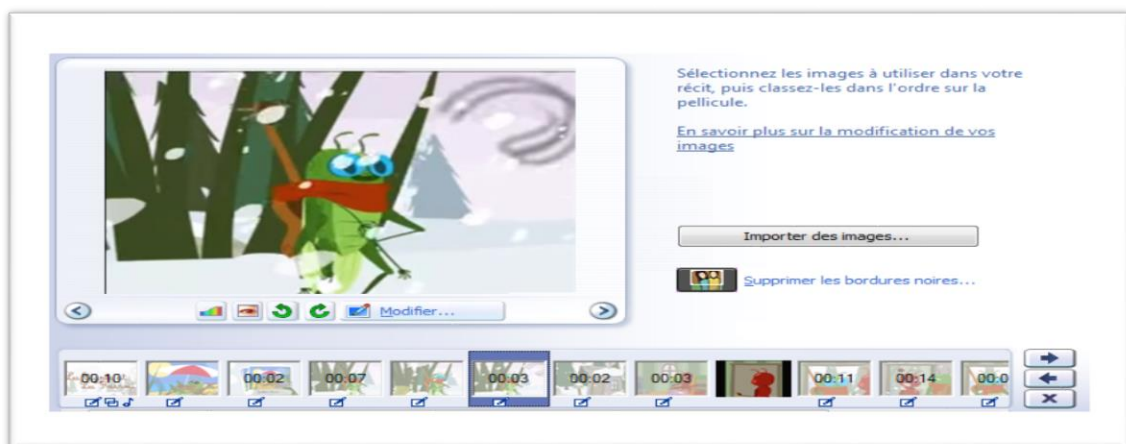 Sélectionnez les images à utiliser dans votre
récit, puis classez-les dans l'ordre sur la
pellicule.
En savoir plus sur la modification de vos
images
Importer des images...
Supprimer les bordures noires...
Modifier...
00:10
00:02
00:07
00:03
00:02
00:03
00:11
00:14
00:0